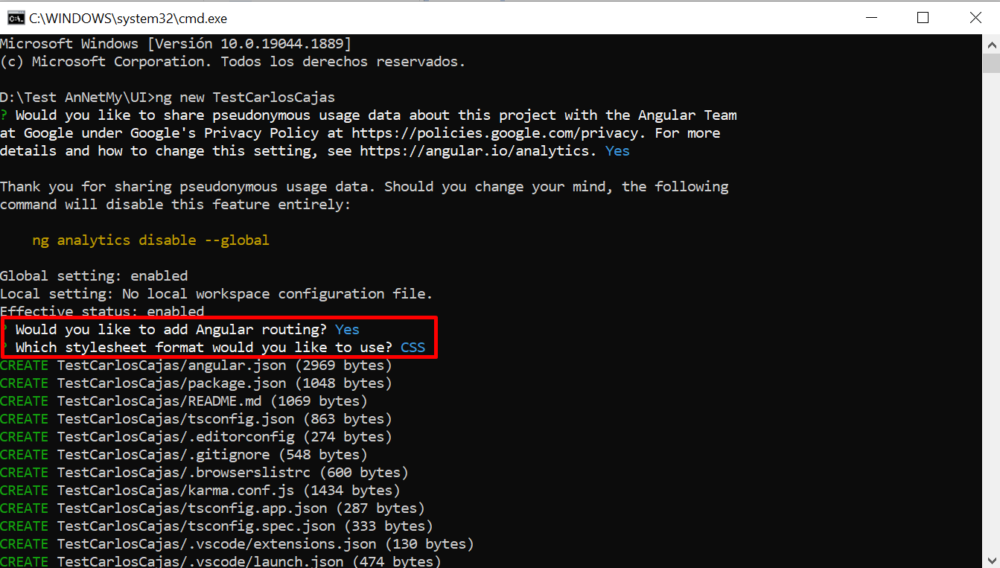 C:\WINDOWS\system32\cmd.exe
Microsoft Windows [Versión 10.0.19044.1889]
(c) Microsoft Corporation. Todos los derechos reservados.
D:\Test AnNetMy\UI>ng new TestCarlosCajas
? Would you like to share pseudonymous usage data about this project with the Angular Team
at Google under Google's Privacy Policy at https://policies.google.com/privacy. For more
details and how to change this setting, see https://angular.io/analytics. Yes
Thank you for sharing pseudonymous usage data. Should you change your mind, the following
command will disable this feature entirely:
ng analytics disable --global
Global setting: enabled
Local setting: No local workspace configuration file.
Effective status: enabled
? Would you like to add Angular routing? Yes
? Which stylesheet format would you like to use? CSS
CREATE TestCarlosCajas/angular.json (2969 bytes)
CREATE TestCarlosCajas/package.json (1048 bytes)
CREATE TestCarlosCajas/README.md (1069 bytes)
CREATE TestCarlosCajas/tsconfig.json (863 bytes)
CREATE TestCarlosCajas/.editorconfig (274 bytes)
CREATE TestCarlosCajas/.gitignore (548 bytes)
CREATE TestCarlosCajas/.browserslistrc (600 bytes)
CREATE TestCarlosCajas/karma.conf.js (1434 bytes)
CREATE TestCarlosCajas/tsconfig.app.json (287 bytes)
CREATE TestCarlosCajas/tsconfig.spec.json (333 bytes)
CREATE TestCarlosCajas/.vscode/extensions.json (130 bytes)
CREATE TestCarlosCajas/.vscode/launch.json (474 bytes)